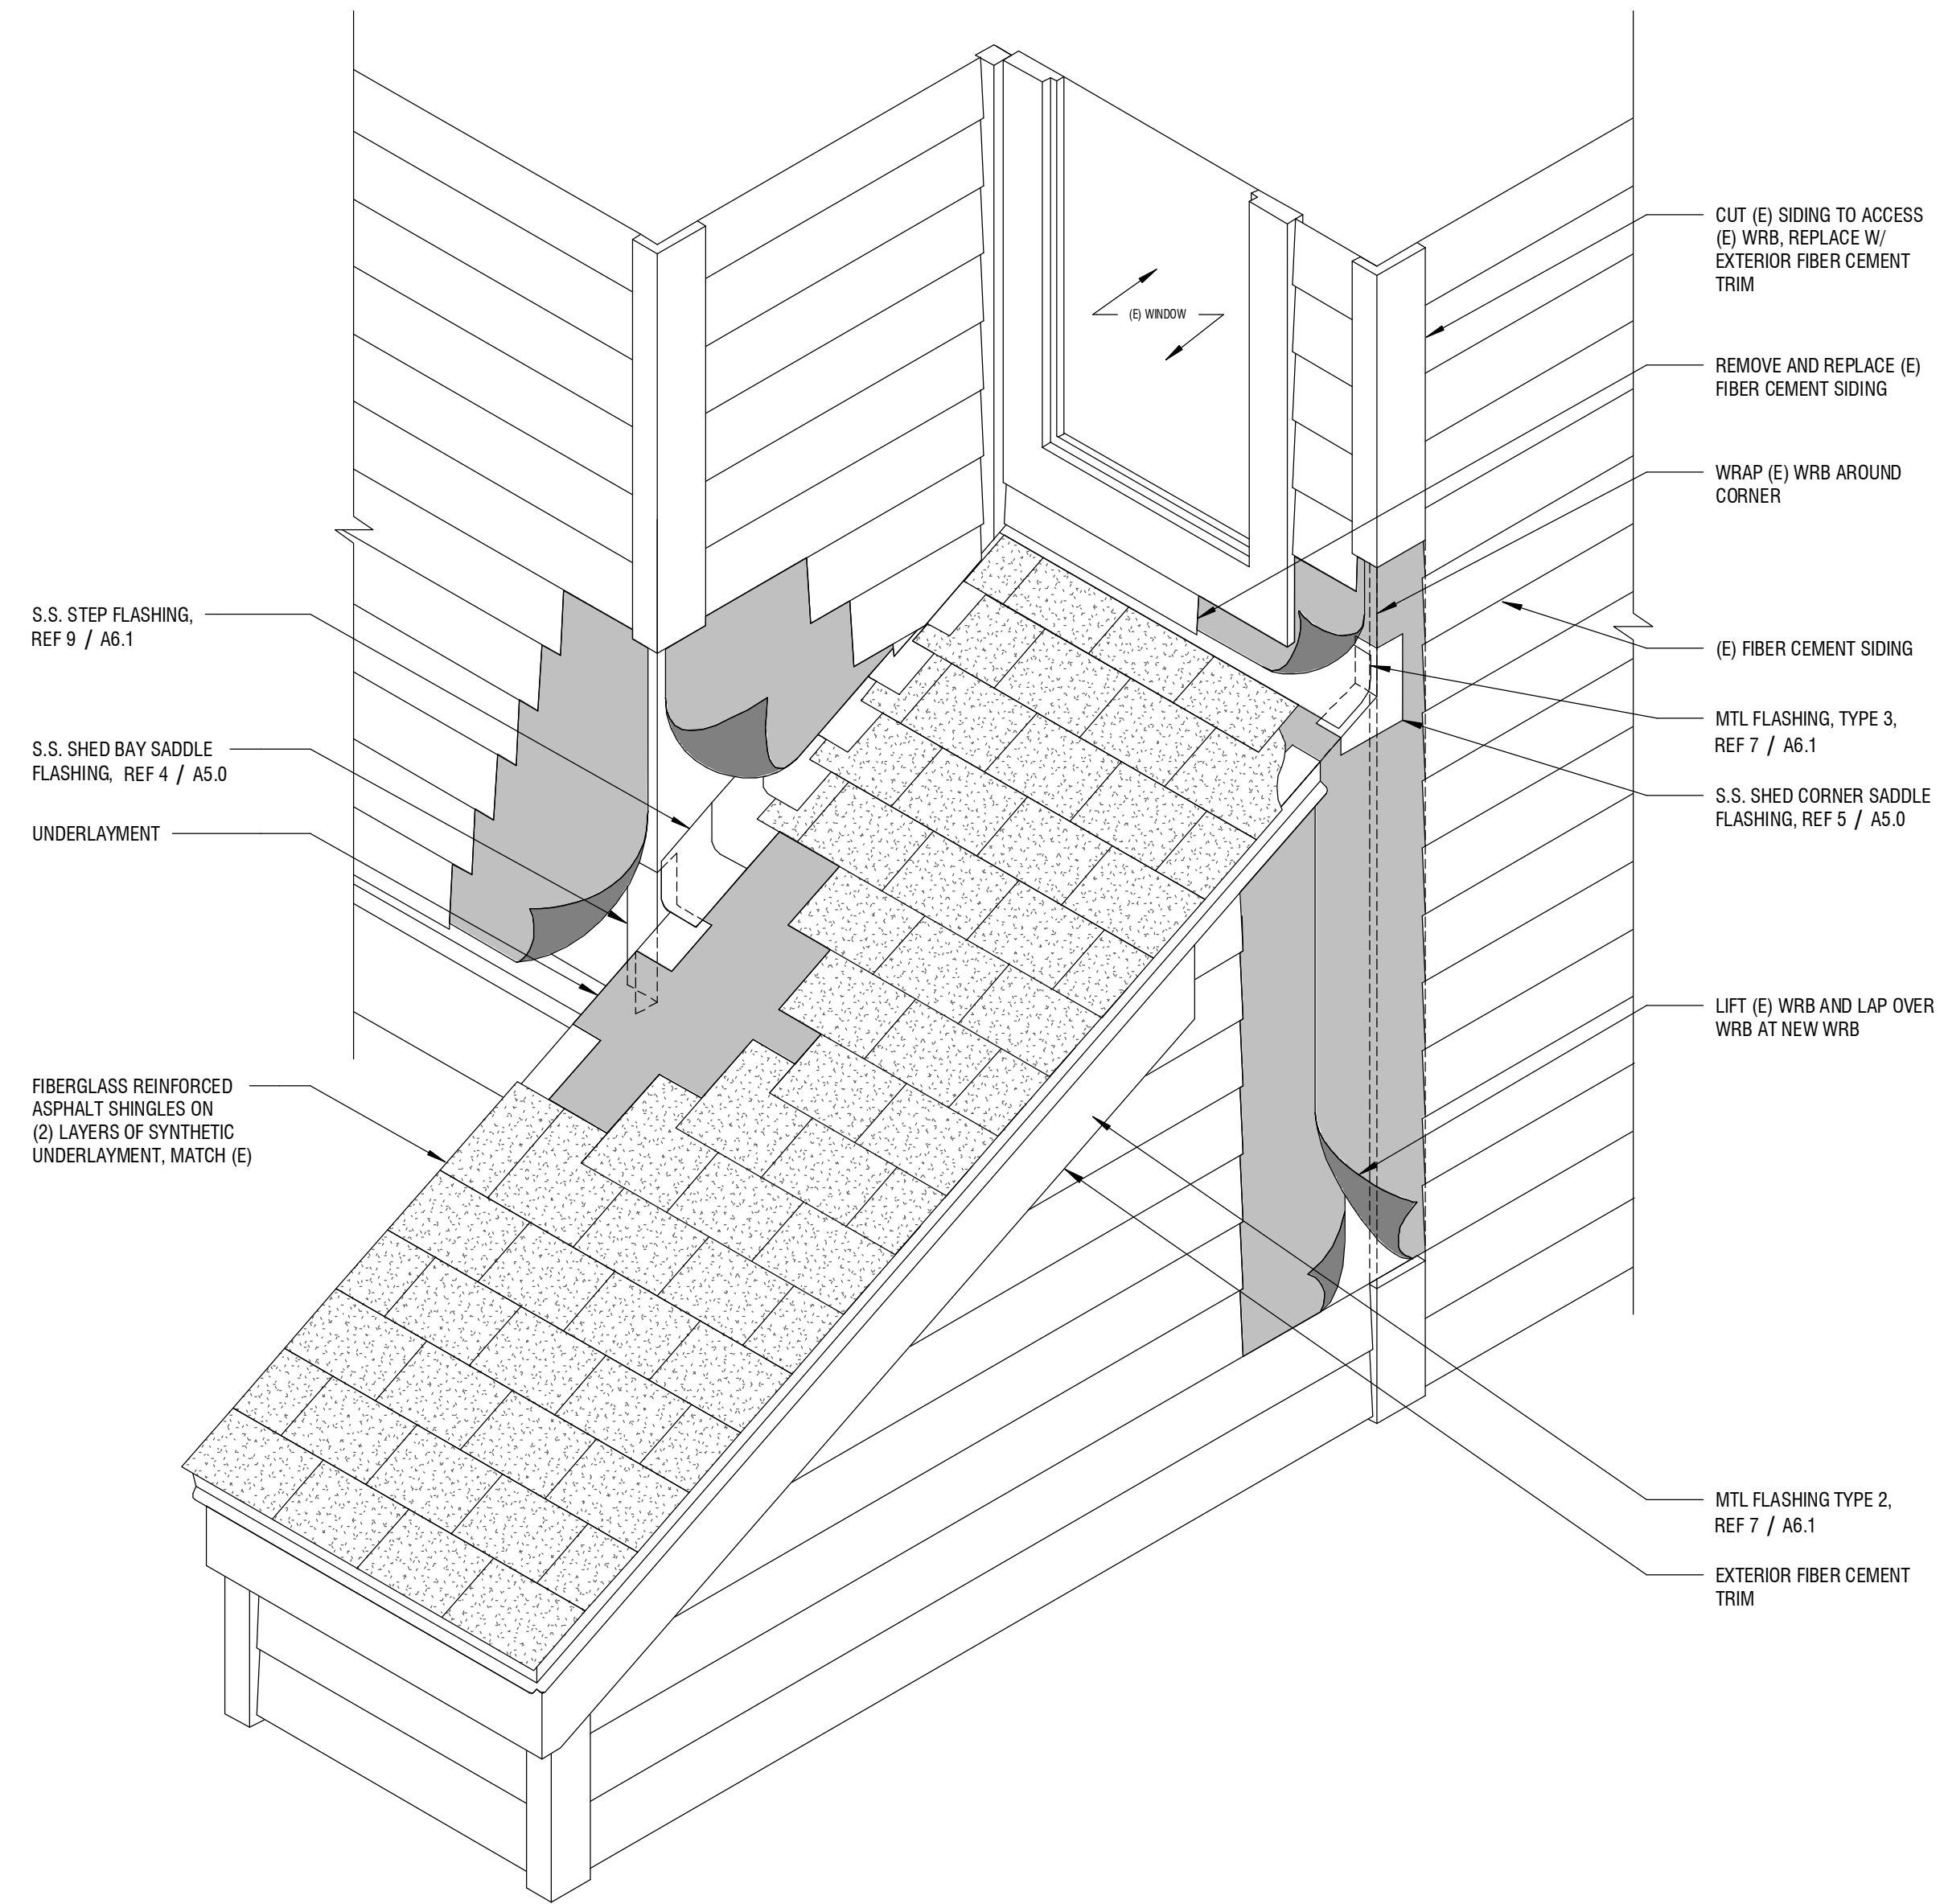 (E) WINDOW
S.S. STEP FLASHING,
REF 9 / A6.1
S.S. SHED BAY SADDLE
FLASHING, REF 4 / A5.0
UNDERLAYMENT
FIBERGLASS REINFORCED
ASPHALT SHINGLES ON
(2) LAYERS OF SYNTHETIC
UNDERLAYMENT, MATCH (E)
CUT (E) SIDING TO ACCESS
(E) WRB, REPLACE W/
EXTERIOR FIBER CEMENT
TRIM
REMOVE AND REPLACE (E)
FIBER CEMENT SIDING
WRAP (E) WRB AROUND
CORNER
(E) FIBER CEMENT SIDING
MTL FLASHING, TYPE 3,
REF 7 / A6.1
S.S. SHED CORNER SADDLE
FLASHING, REF 5 / A5.0
LIFT (E) WRB AND LAP OVER
WRB AT NEW WRB
MTL FLASHING TYPE 2,
REF 7 / A6.1
EXTERIOR FIBER CEMENT
TRIM